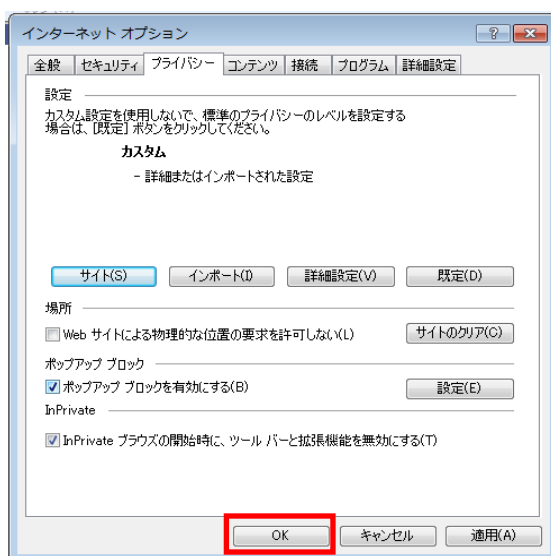 インターネット オプション
全般 セキュリティ プライバシー コンテンツ 接続 プログラム 詳細設定
設定
カスタム設定を使用しないで、標準のプライバシーのレベルを設定する
場合は、[既定] ボタンをクリックしてください。
カスタム
- 詳細またはインポートされた設定
サイト(S) インポート(I) 詳細設定(V) 既定(D)
場所
Web サイトによる物理的な位置の要求を許可しない(L) サイトのクリア(C)
ポップアップ ブロック
ポップアップ ブロックを有効にする(B) 設定(E)
InPrivate
InPrivate ブラウズの開始時に、ツール バーと拡張機能を無効にする(T)
OK キャンセル 適用(A)